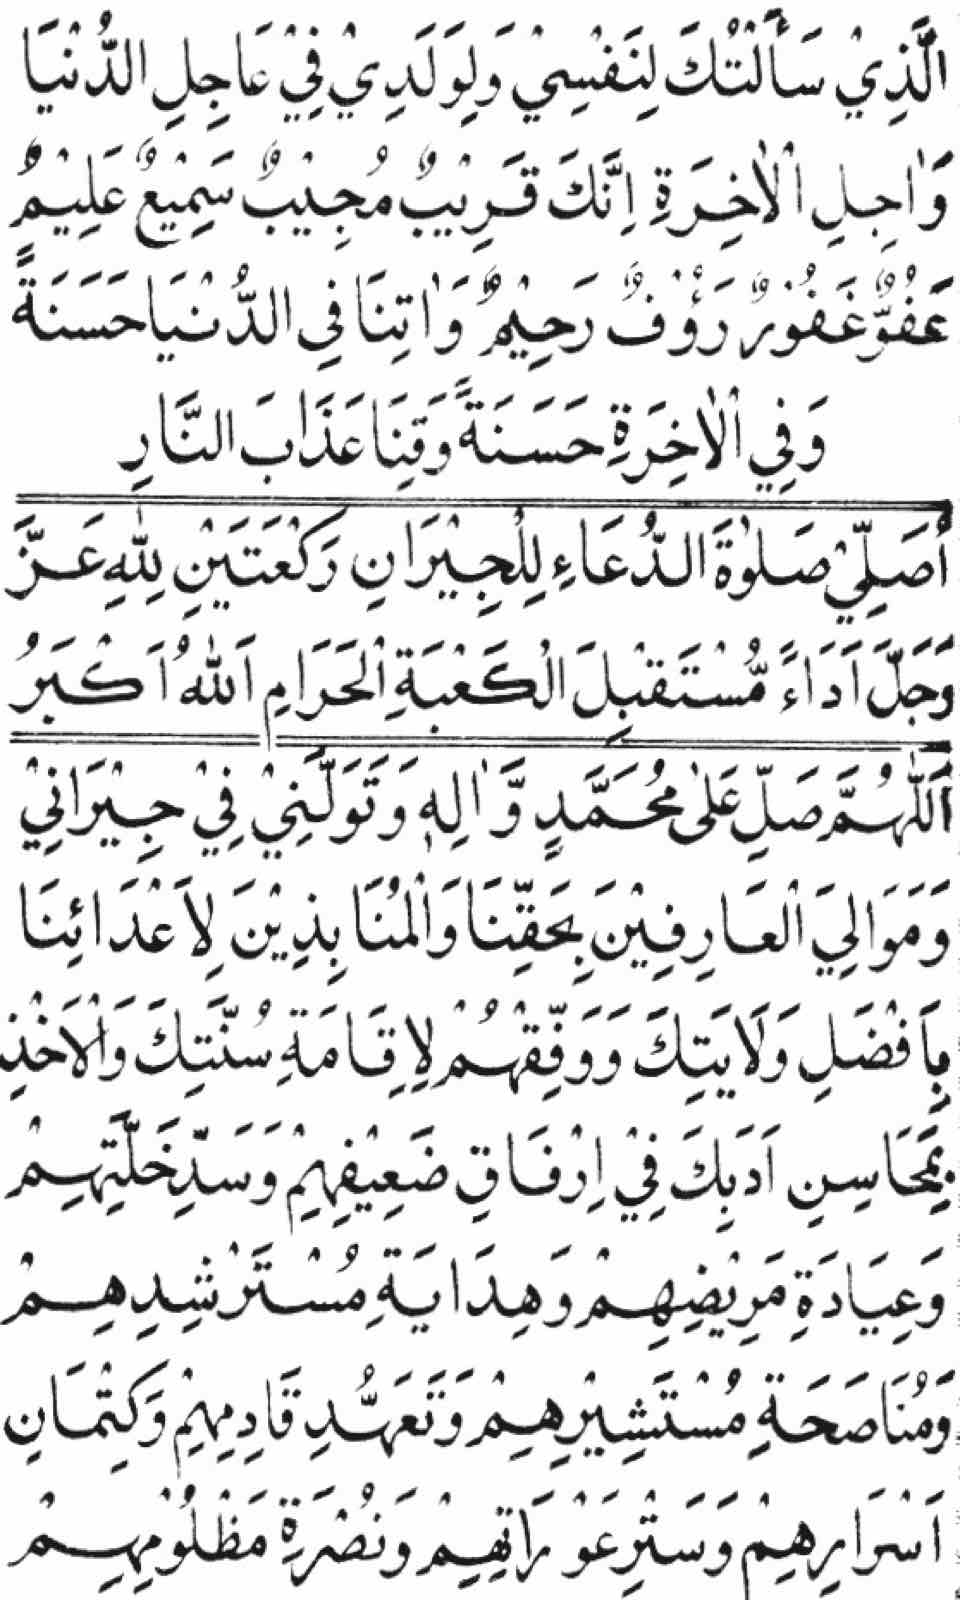 الَّذِيْ سَأَلْتُكَ لِنَفْسِيْ وَلِوَلَدِيْ فِيْ عَاجِلِ الدُّنْيَا
وَاٰجِلِ الْاٰخِرَةِ اِنَّكَ قَرِيْبٌ مُجِيْبٌ سَمِيْعٌ عَلِيْمٌ
عَفُوٌّ غَفُوْرٌ رَؤُفٌ رَحِيْمٌ وَاٰتِنَا فِي الدُّنْيَا حَسَنَةً
وَفِي الْاٰخِرَةِ حَسَنَةً وَقِنَا عَذَابَ النَّارِ
اُصَلِّيْ صَلٰوةَ الدُّعَاءِ لِلْجِيْرَانِ رَكْعَتَيْنِ لِلّٰهِ عَزَّ
وَجَلَّ اَدَاءً مُّسْتَقْبِلَ الْكَعْبَةِ الْحَرَامِ اَللّٰهُ اَكْبَرُ
اَللّٰهُمَّ صَلِّ عَلٰى مُحَمَّدٍ وَّاٰلِهٖ وَتَوَلَّنِيْ فِيْ جِيْرَانِيْ
وَمَوَالِيَ الْعَارِفِيْنَ بِحَقِّنَا وَالْمُنَابِذِيْنَ لِاَعْدَائِنَا
بِاَفْضَلِ وَلَايَتِكَ وَوَفِّقْهُمْ لِاِقَامَةِ سُنَّتِكَ وَالْاَخْذِ
بِمَحَاسِنِ اَدَبِكَ فِيْ اِرْفَاقِ ضَعِيْفِهِمْ وَسَدِّ خَلَّتِهِمْ
وَعِيَادَةِ مَرِيْضِهِمْ وَهِدَايَةِ مُسْتَرْشِدِهِمْ
وَمُنَاصَحَةِ مُسْتَشِيْرِهِمْ وَتَعَهُّدِ قَادِمِهِمْ وَكِتْمَانِ
اَسْرَارِهِمْ وَسَتْرِ عَوْرَاتِهِمْ وَنُصْرَةِ مَظْلُوْمِهِمْ